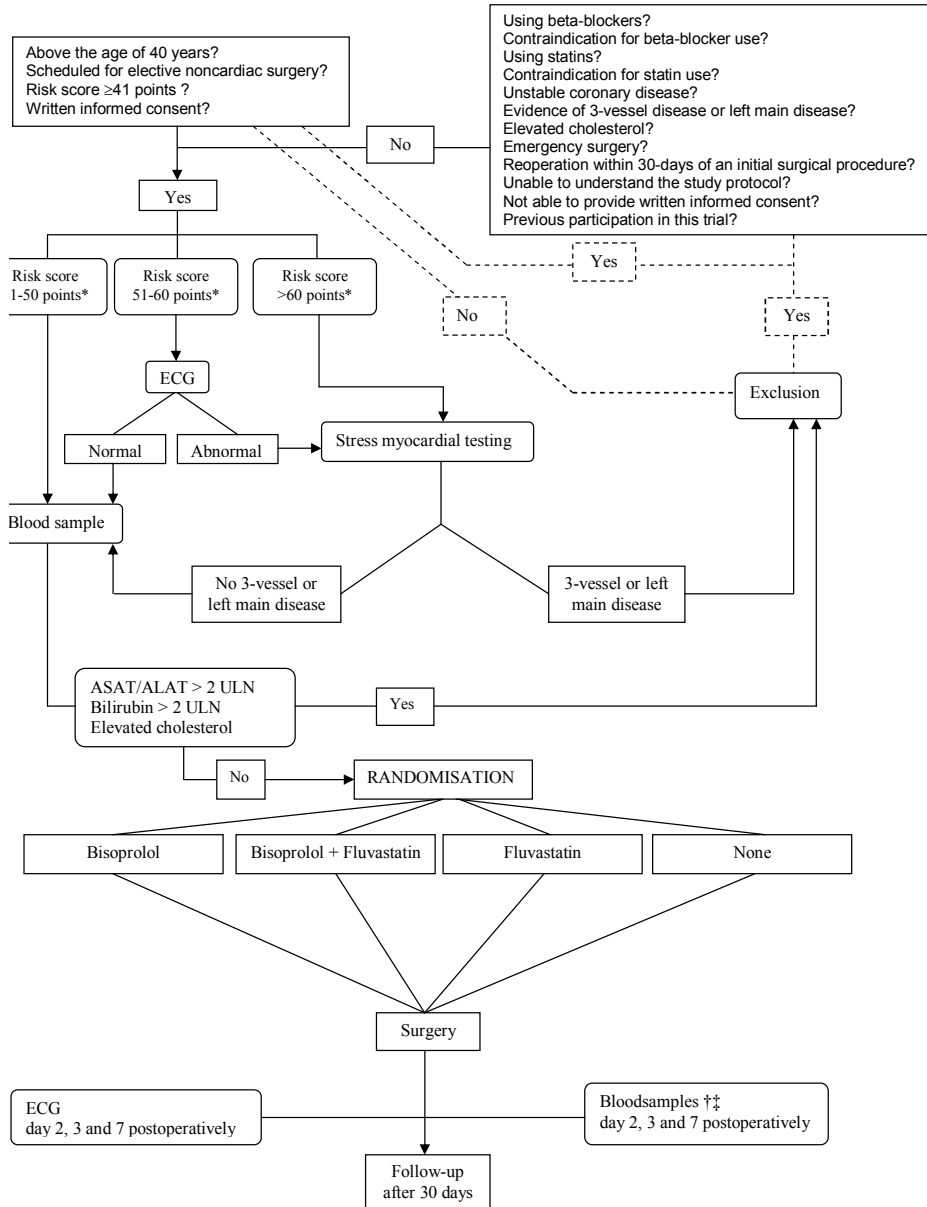 Above the age of 40 years?
Scheduled for elective noncardiac surgery?
Risk score ≥41 points ?
Written informed consent?
Using beta-blockers?
Contraindication for beta-blocker use?
Using statins?
Contraindication for statin use?
Unstable coronary disease?
Evidence of 3-vessel disease or left main disease?
Elevated cholesterol?
Emergency surgery?
Reoperation within 30-days of an initial surgical procedure?
Unable to understand the study protocol?
Not able to provide written informed consent?
Previous participation in this trial?
No
Yes
Risk score
1-50 points*
Risk score
51-60 points*
Risk score
>60 points*
Yes
No
Yes
ECG
Exclusion
Normal
Abnormal
Stress myocardial testing
Blood sample
No 3-vessel or
left main disease
3-vessel or left
main disease
ASAT/ALAT > 2 ULN
Bilirubin > 2 ULN
Elevated cholesterol
Yes
No
RANDOMISATION
Bisoprolol
Bisoprolol + Fluvastatin
Fluvastatin
None
Surgery
ECG
day 2, 3 and 7 postoperatively
Bloodsamples †‡
day 2, 3 and 7 postoperatively
Follow-up
after 30 days